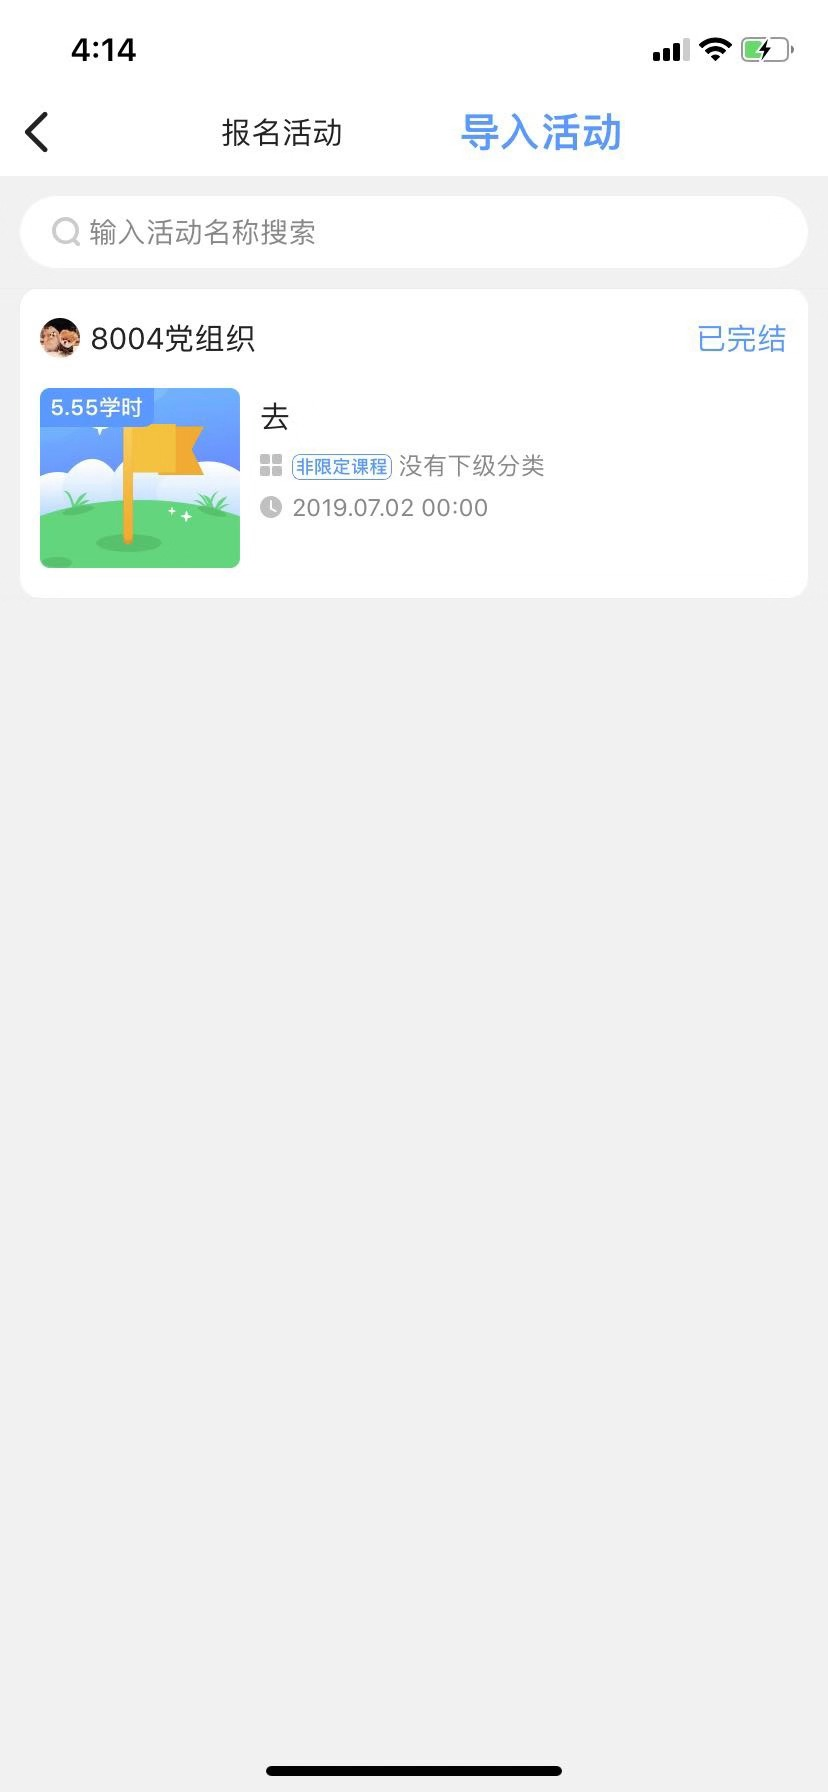 4:14
报名活动 导入活动
输入活动名称搜索
8004党组织 已完结
5.55学时
去
非限定课程 没有下级分类
2019.07.02 00:00